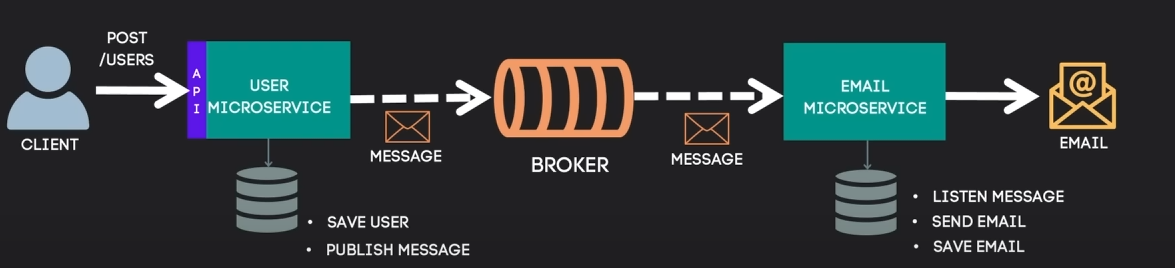 POST
/USERS
CLIENT
API
USER
MICROSERVICE
MESSAGE
BROKER
MESSAGE
EMAIL
MICROSERVICE
@
EMAIL
• SAVE USER
• PUBLISH MESSAGE
• LISTEN MESSAGE
• SEND EMAIL
• SAVE EMAIL